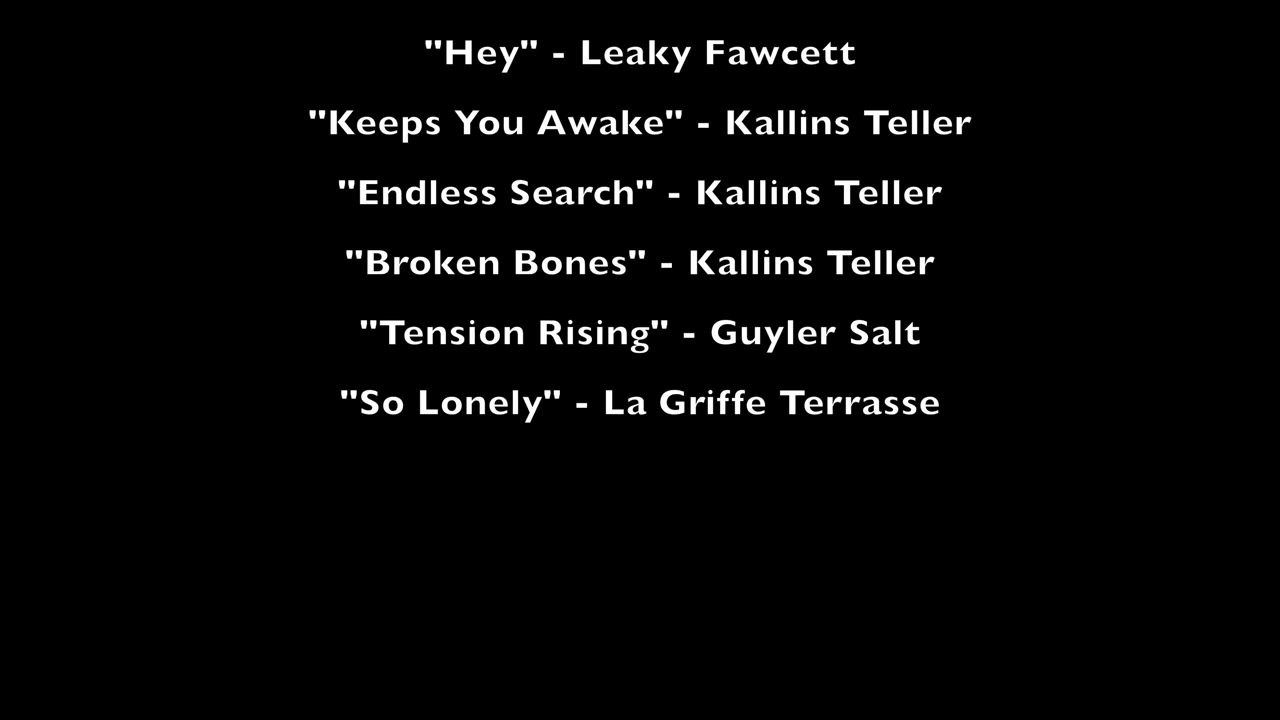 "Hey" - Leaky Fawcett
"Keeps You Awake" - Kallins Teller
"Endless Search" - Kallins Teller
"Broken Bones" - Kallins Teller
"Tension Rising" - Guyler Salt
"So Lonely" - La Griffe Terrasse